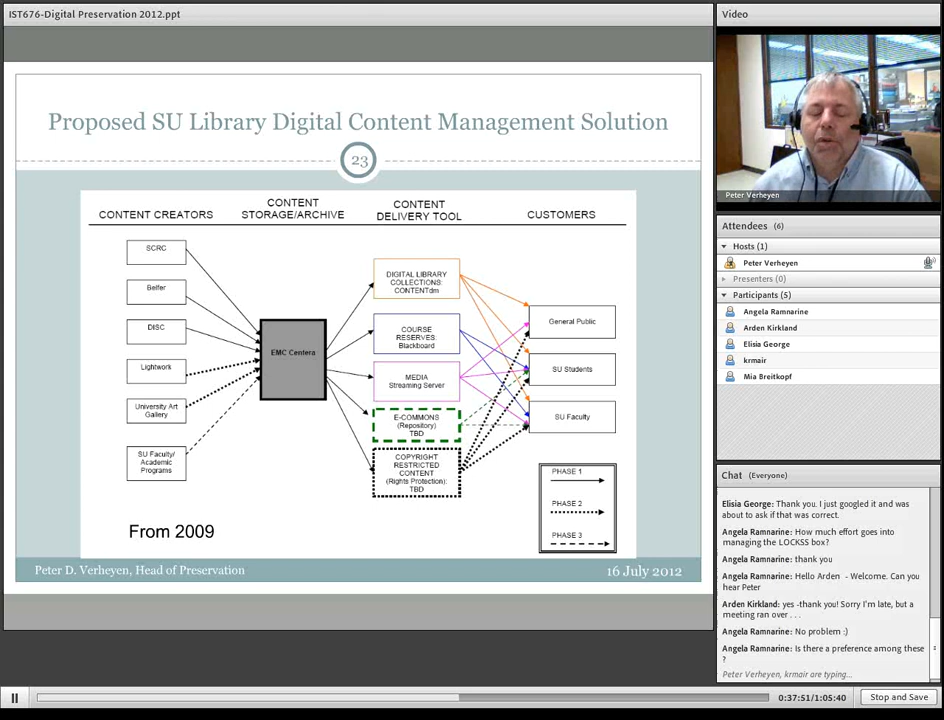 IST676-Digital Preservation 2012.ppt
Proposed SU Library Digital Content Management Solution
23
CONTENT CREATORS
CONTENT
STORAGE/ARCHIVE
CONTENT
DELIVERY TOOL
CUSTOMERS
SCRC
Belfer
DISC
Lightwork
University Art
Gallery
SU Faculty/
Academic
Programs
EMC Centera
DIGITAL LIBRARY
COLLECTIONS:
CONTENTdm
COURSE
RESERVES:
Blackboard
MEDIA
Streaming Server
E-COMMONS
(Repository)
TBD
COPYRIGHT
RESTRICTED
CONTENT
(Rights Protection):
TBD
General Public
SU Students
SU Faculty
PHASE 1
PHASE 2
PHASE 3
From 2009
Peter D. Verheyen, Head of Preservation
16 July 2012
Video
Peter Verheyen
Attendees (6)
Hosts (1)
Peter Verheyen
Presenters (0)
Participants (5)
Angela Ramnarine
Arden Kirkland
Elisia George
krmair
Mia Breitkopf
Chat (Everyone)
Elisia George: Thank you. I just googled it and was
about to ask if that was correct.
Angela Ramnarine: How much effort goes into
managing the LOCKSS box?
Angela Ramnarine: thank you
Angela Ramnarine: Hello Arden - Welcome. Can you
hear Peter
Arden Kirkland: yes -thank you! Sorry I'm late, but a
meeting ran over . . .
Angela Ramnarine: No problem :)
Angela Ramnarine: Is there a preference among these
?
Peter Verheyen, krmair are typing...
0:37:51/1:05:40
Stop and Save